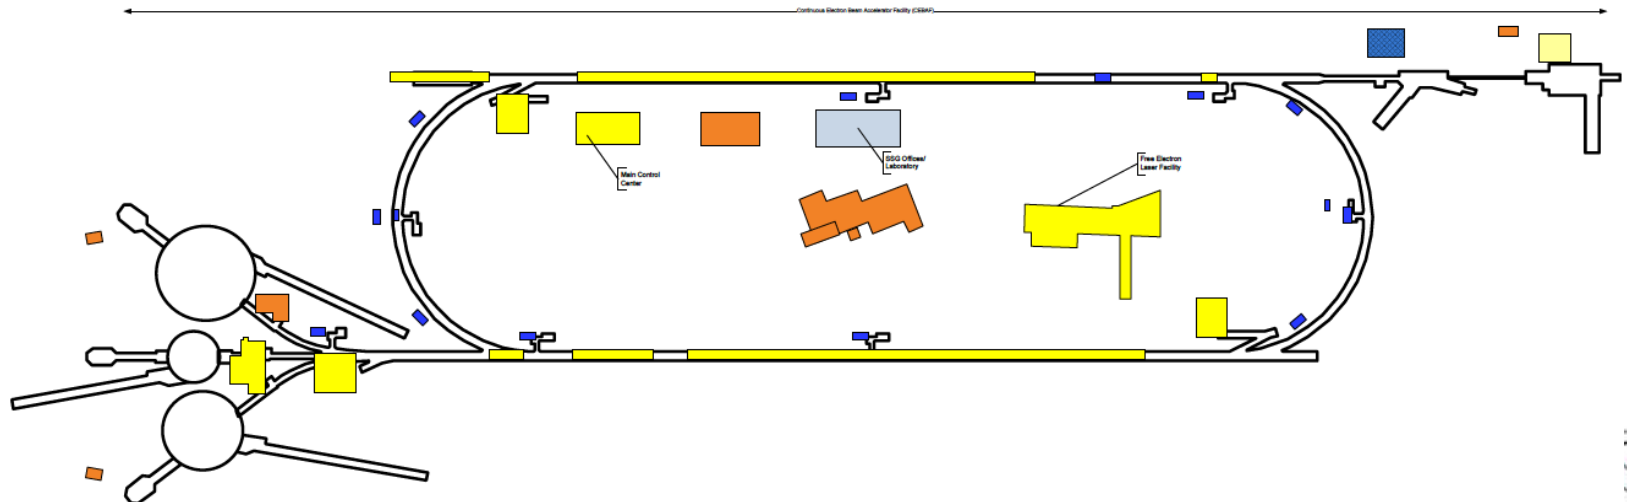 Continuous Electron Beam Accelerator Facility (CEBAF)
SSG Offices/
Laboratory
Free Electron
Laser Facility
Main Control
Center